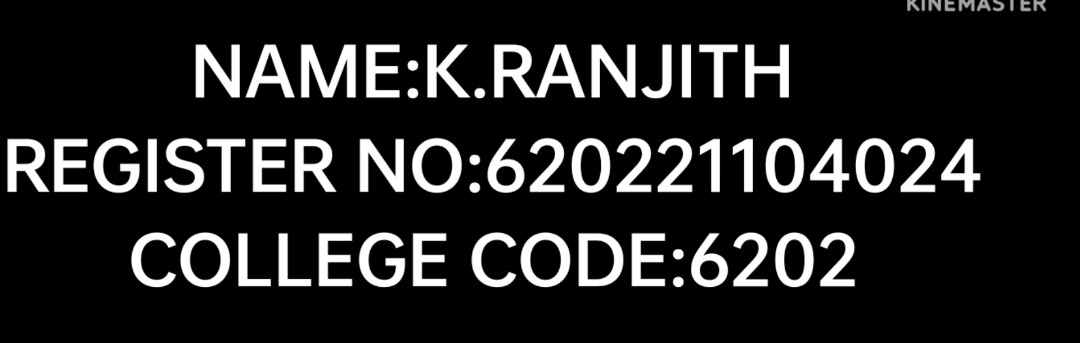 KINEMASTER
NAME:K.RANJITH
REGISTER NO:620221104024
COLLEGE CODE:6202